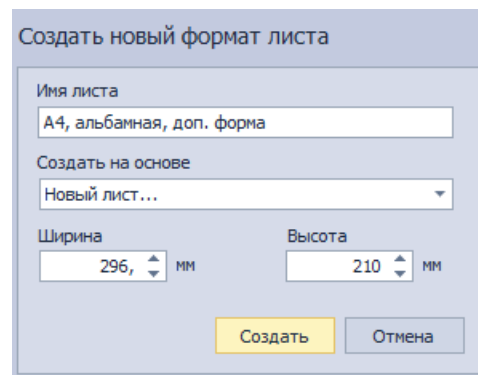 Создать новый формат листа
Имя листа
А4, альбамная, доп. форма
Создать на основе
Новый лист...
Ширина Высота
296, мм 210 мм
Создать Отмена